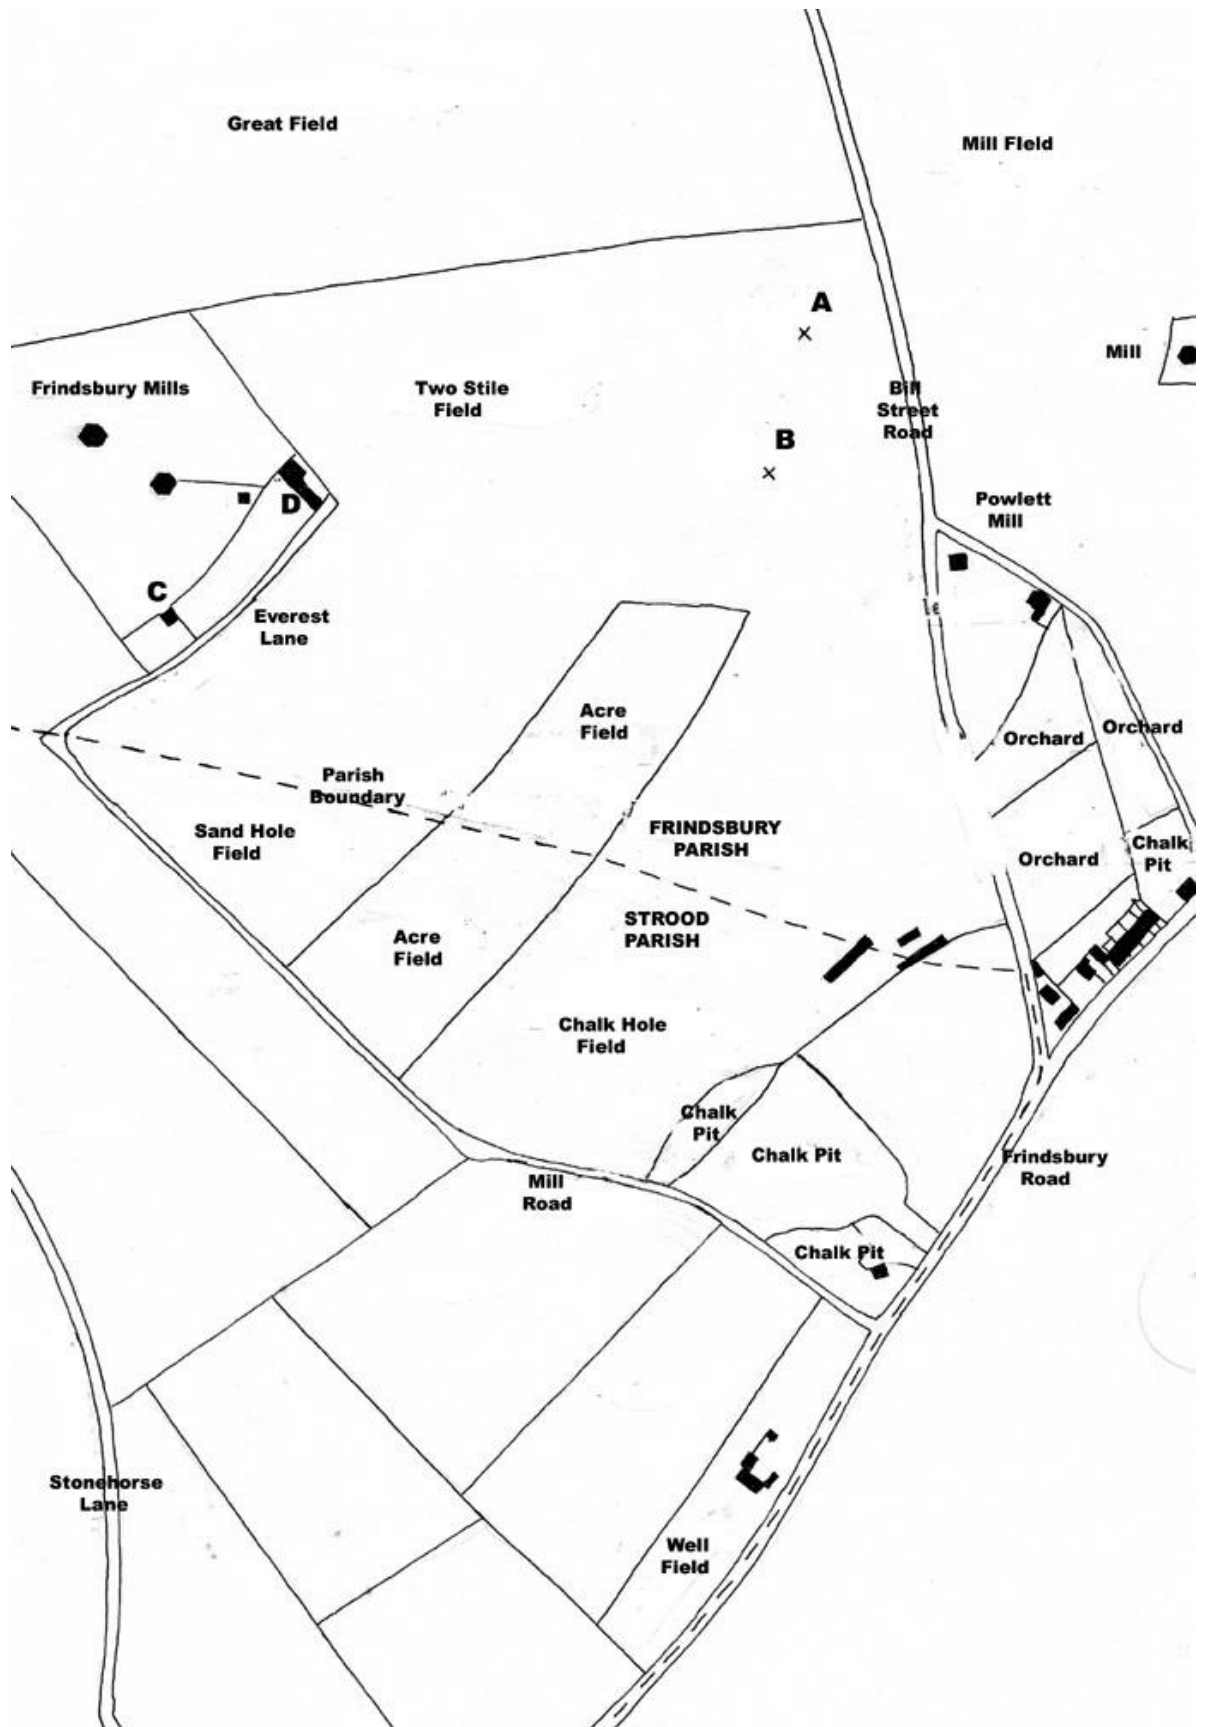 Great Field
Mill FIeld
A
Mill
Frindsbury Mills
Two Stile
Field
Bill
Street
Road
B
Powlett
Mill
D
C
Everest
Lane
Acre
Field
Orchard
Orchard
Parish
Boundary
Sand Hole
Field
FRINDSBURY
PARISH
Orchard
Chalk
Pit
STROOD
PARISH
Acre
Field
Chalk Hole
Field
Chalk
Pit
Chalk Pit
Frindsbury
Road
Mill
Road
Chalk Pit
Stonehorse
Lane
Well
Field